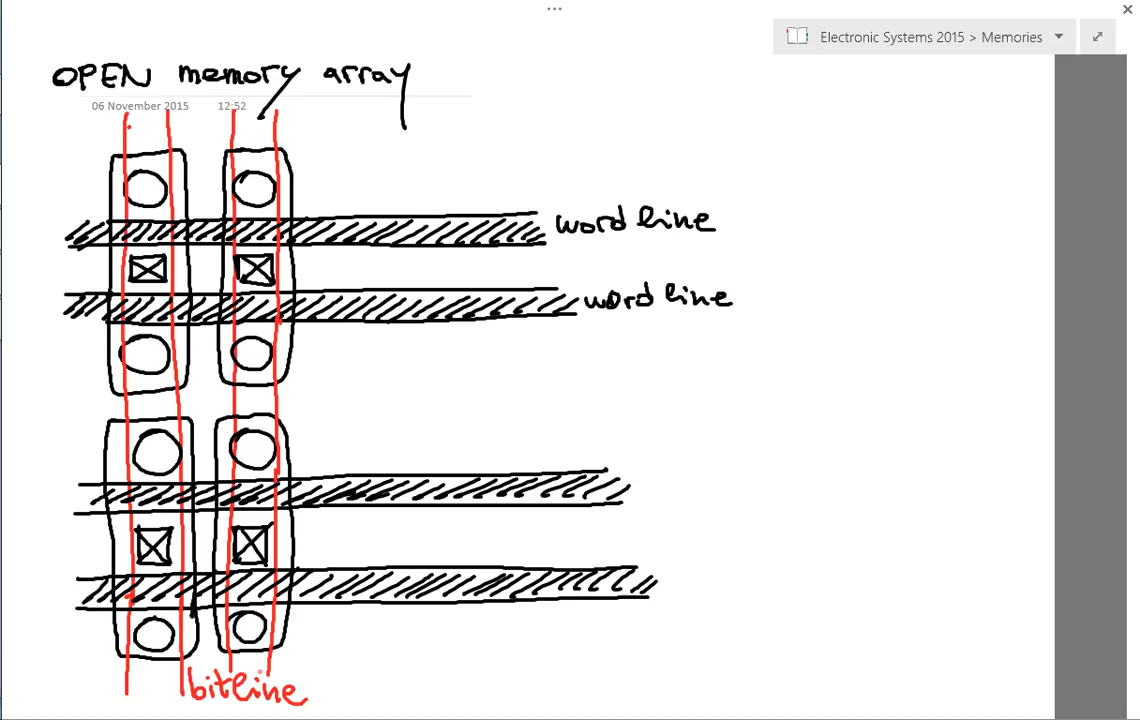 Electronic Systems 2015 > Memories
OPEN memory array
06 November 2015 12:52
word line
word line
bitline